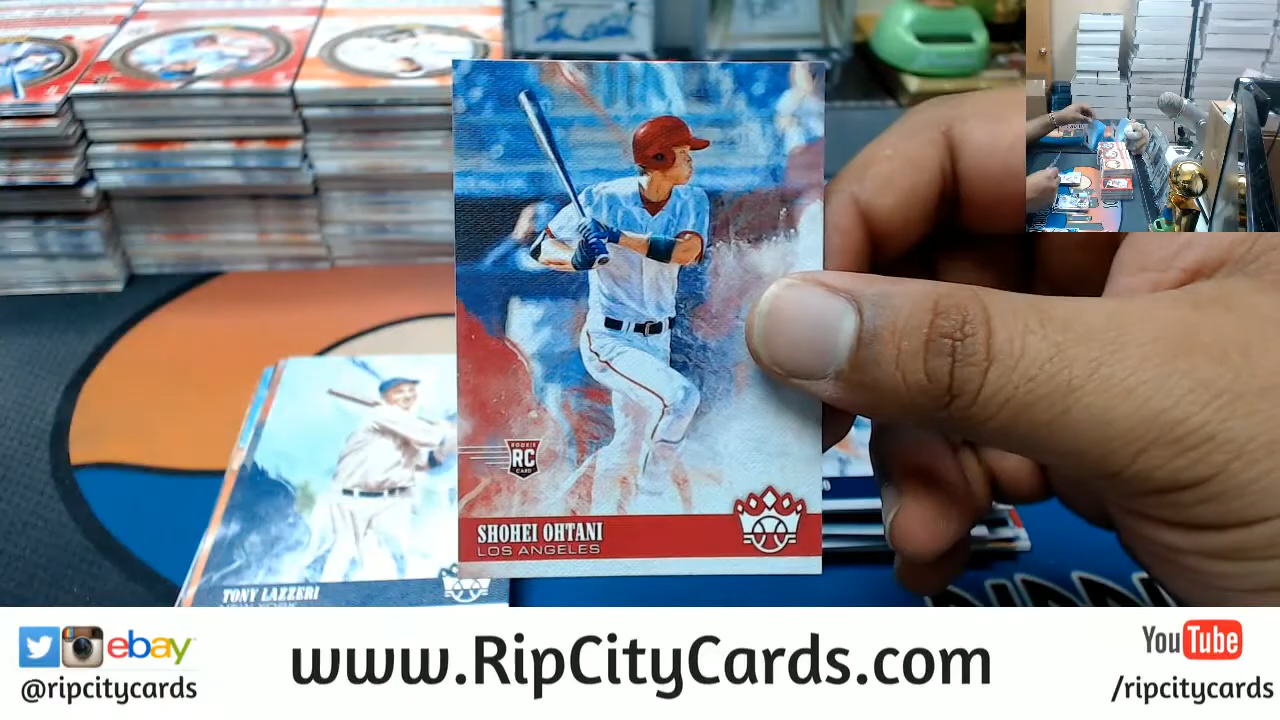 ROOKIE
RC
CARD
SHOHEI OHTANI
LOS ANGELES
TONY LAZZERI
ebay
@ripcitycards
www.RipCityCards.com
YouTube
/ripcitycards